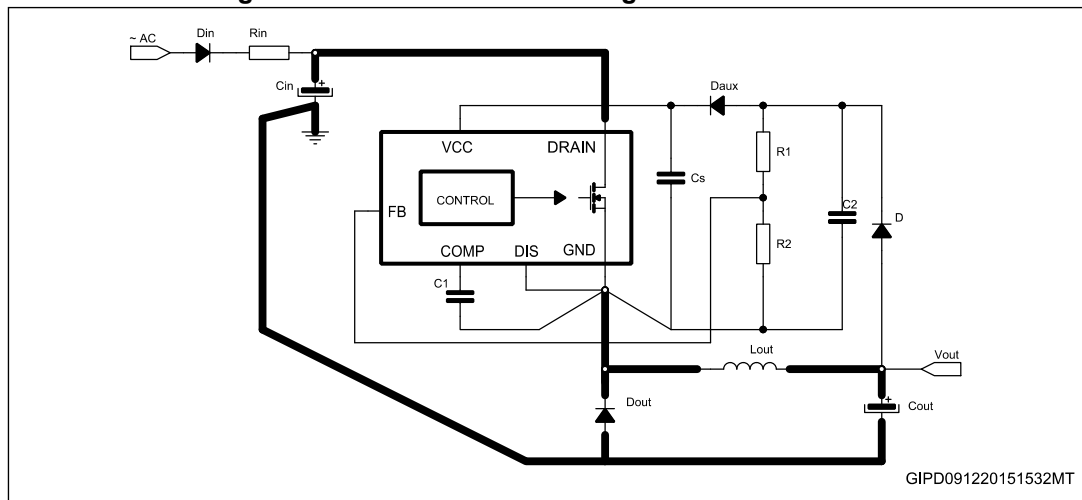 ~ AC
Din
Rin
Cin
+
Daux
VCC
DRAIN
R1
Cs
CONTROL
FB
C2
D
R2
COMP
DIS
GND
C1
Lout
Vout
Dout
+
Cout
GIPD091220151532MT